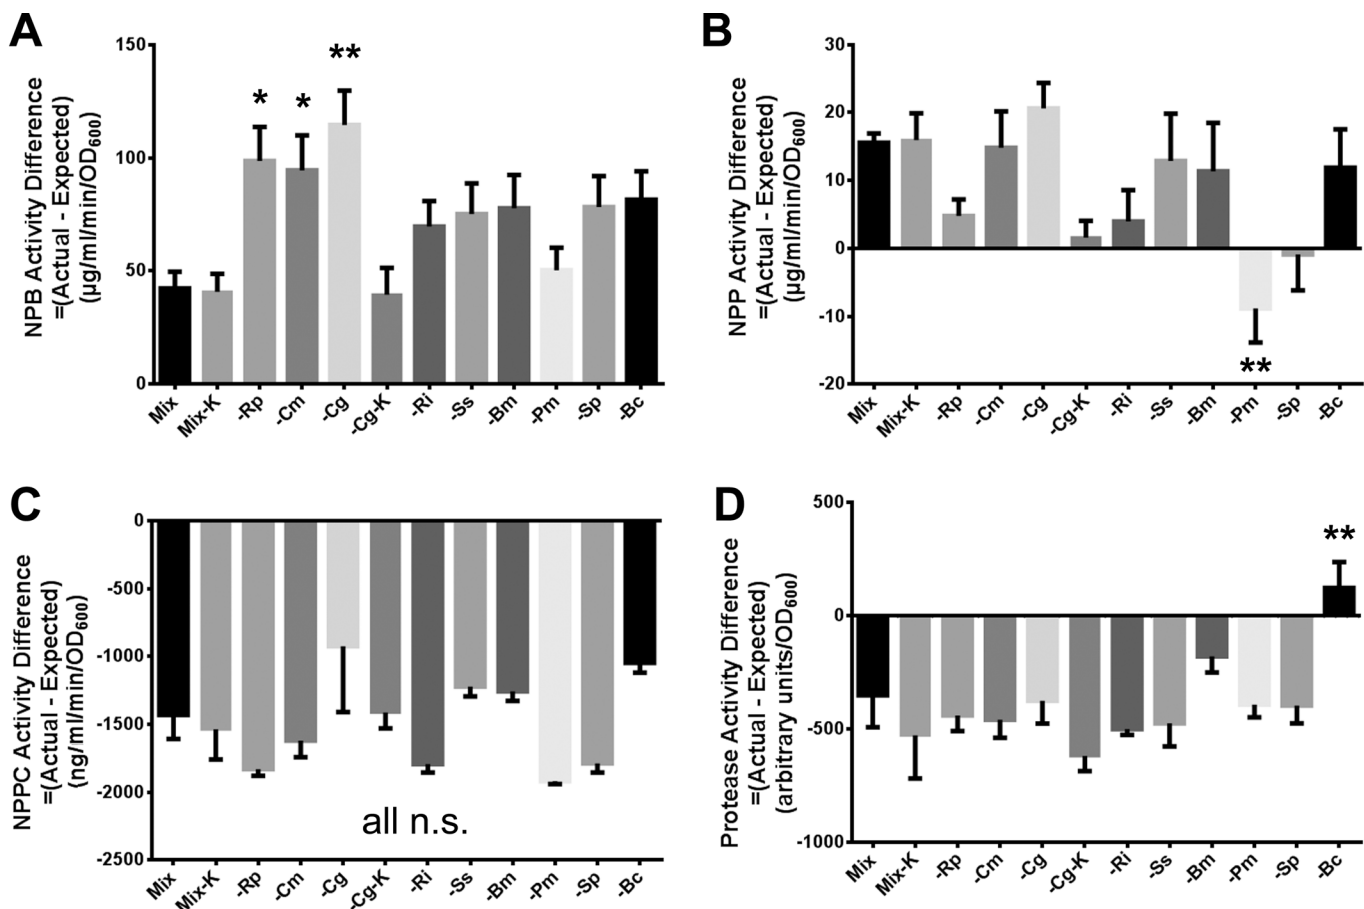 A
NPB Activity Difference
=(Actual - Expected)
(µg/ml/min/OD600)
150
100
50
0
*
*
**
Mix
Mix-K
-Rp
-Cm
-Cg
-Cg-K
-Ri
-Ss
-Bm
-Pm
-Sp
-Bc
B
NPP Activity Difference
=(Actual - Expected)
(µg/ml/min/OD600)
30
20
10
0
-10
-20
**
Mix
Mix-K
-Rp
-Cm
-Cg
-Cg-K
-Ri
-Ss
-Bm
-Pm
-Sp
-Bc
C
NPPC Activity Difference
=(Actual - Expected)
(ng/ml/min/OD600)
0
-500
-1000
-1500
-2000
-2500
all n.s.
Mix
Mix-K
-Rp
-Cm
-Cg
-Cg-K
-Ri
-Ss
-Bm
-Pm
-Sp
-Bc
D
Protease Activity Difference
=(Actual - Expected)
(arbitrary units/OD600)
500
0
-500
-1000
**
Mix
Mix-K
-Rp
-Cm
-Cg
-Cg-K
-Ri
-Ss
-Bm
-Pm
-Sp
-Bc